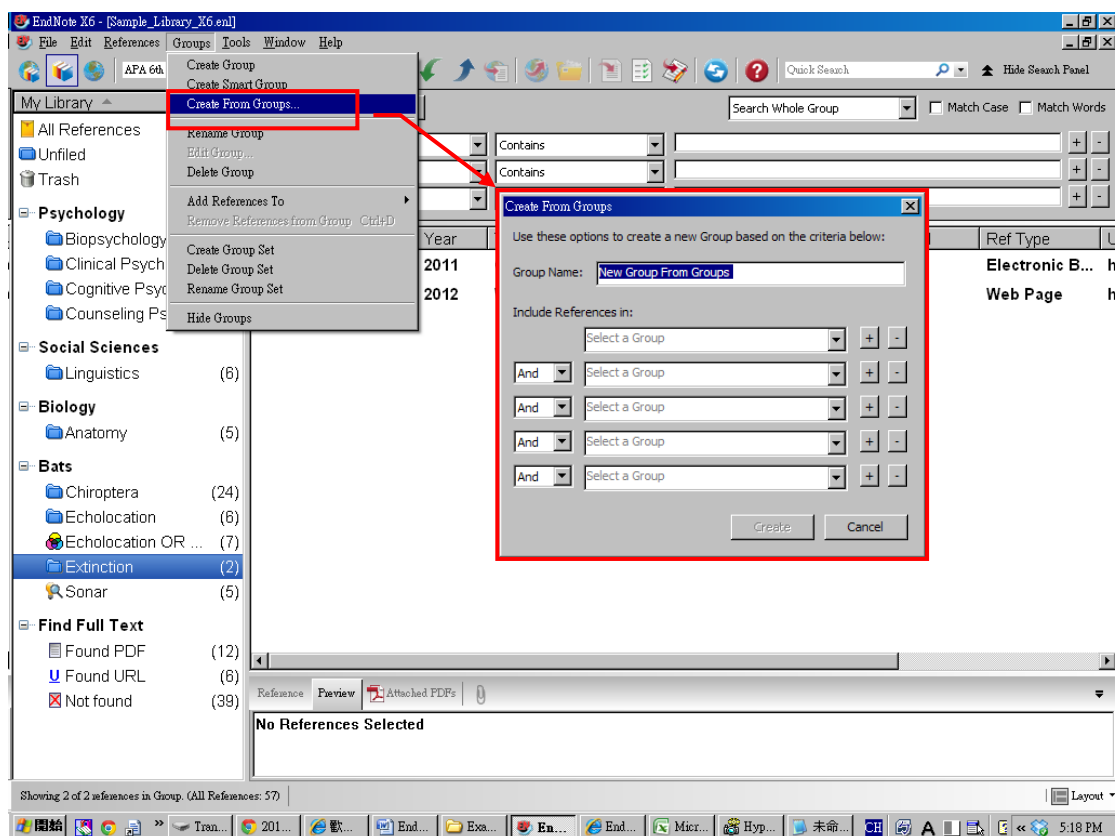 EndNote X6 - [Sample_Library_X6.enl]
File Edit References Groups Tools Window Help
APA 6th
Quick Search
Hide Search Panel
Create Group
Create Smart Group
Create From Groups...
Rename Group
Edit Group...
Delete Group
Add References To
Remove References from Group Ctrl+D
Create Group Set
Delete Group Set
Rename Group Set
Hide Groups
My Library
All References
Unfiled
Trash
Psychology
Biopsychology
Clinical Psych
Cognitive Psyc
Counseling Ps
Social Sciences
Linguistics (6)
Biology
Anatomy (5)
Bats
Chiroptera (24)
Echolocation (6)
Echolocation OR ... (7)
Extinction (2)
Sonar (5)
Find Full Text
Found PDF (12)
Found URL (6)
Not found (39)
Search Whole Group Match Case Match Words
Contains + -
Contains + -
+ -
Year Ref Type
2011 Electronic B...
2012 Web Page
Create From Groups
Use these options to create a new Group based on the criteria below:
Group Name: New Group From Groups
Include References in:
Select a Group + -
And Select a Group + -
And Select a Group + -
And Select a Group + -
And Select a Group + -
Create Cancel
Reference Preview Attached PDFs
No References Selected
Showing 2 of 2 references in Group. (All References: 57)
Layout
開始 » Tran... 201... 歡... End... Exa... En... End... Micr... Hyp... 未命... CH A « 5:18 PM